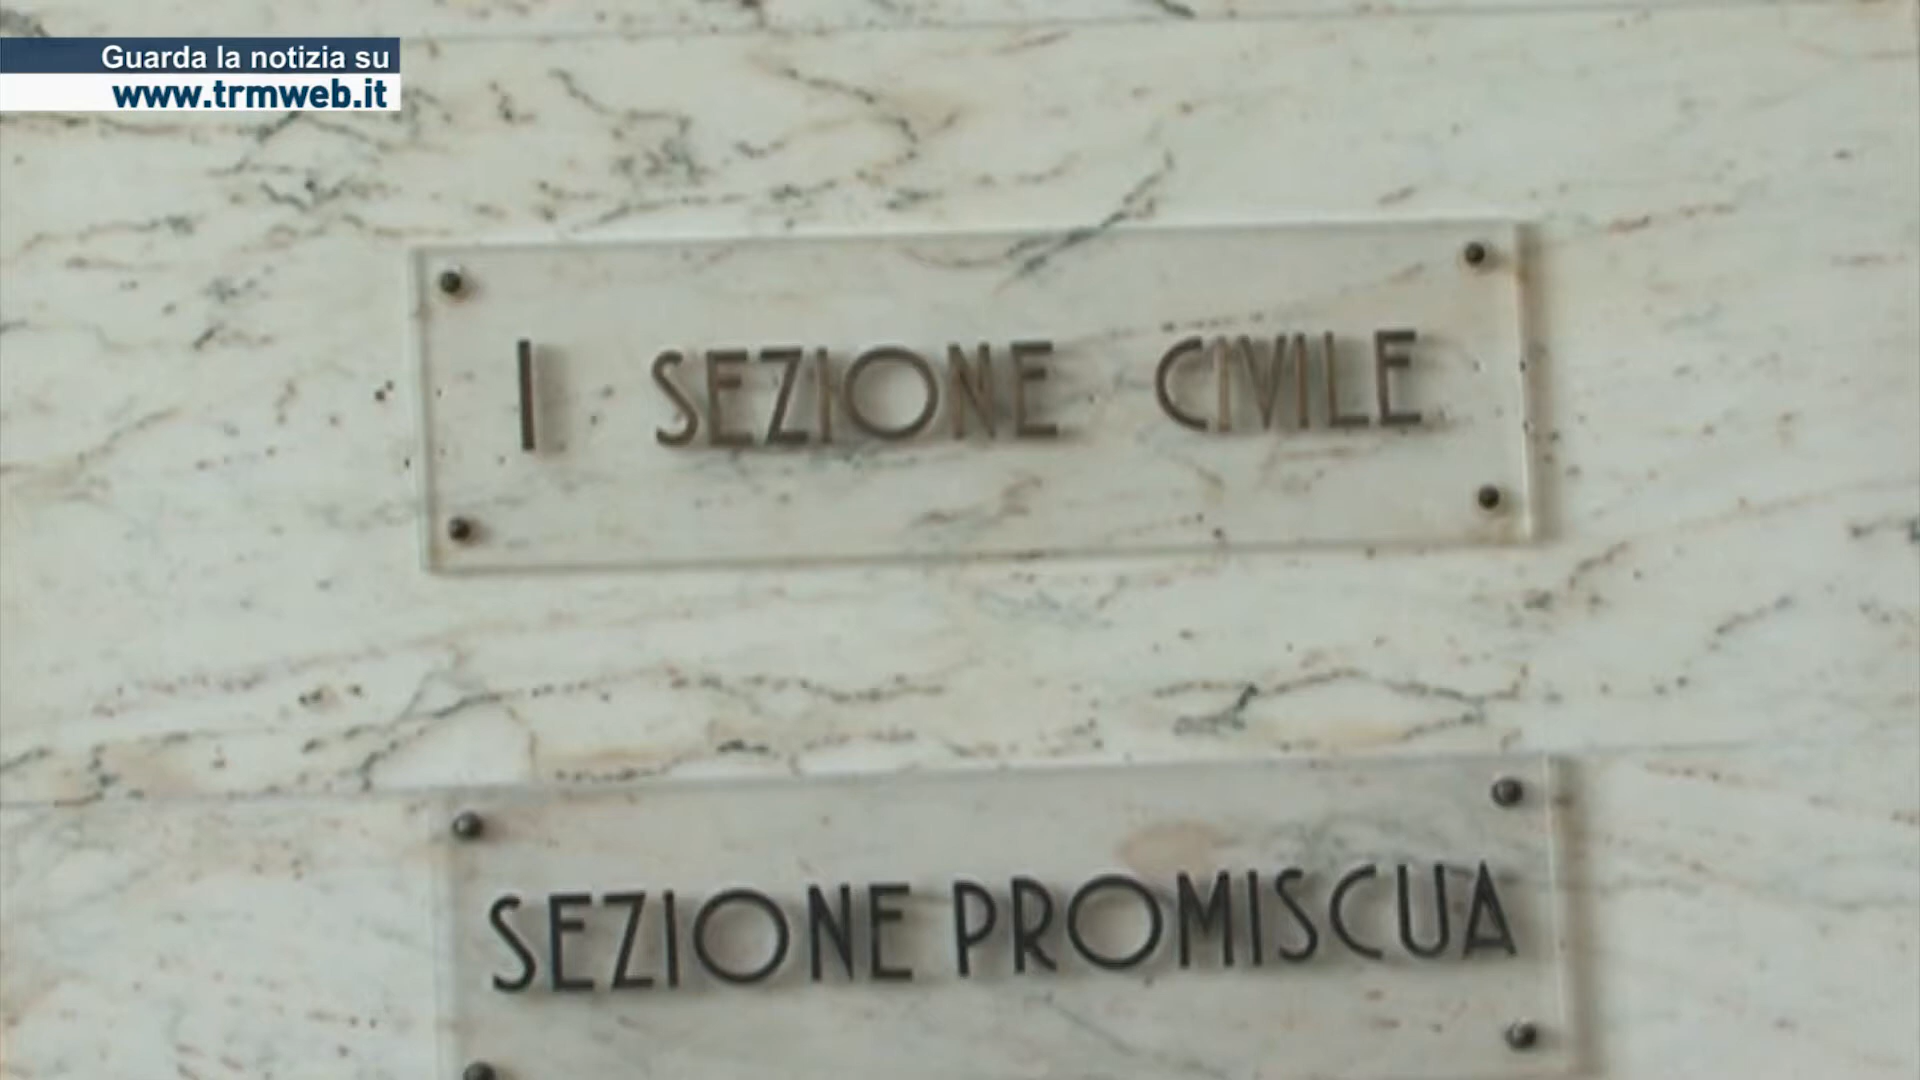 Guarda la notizia su
www.trmweb.it
I SEZIONE CIVILE
SEZIONE PROMISCUA